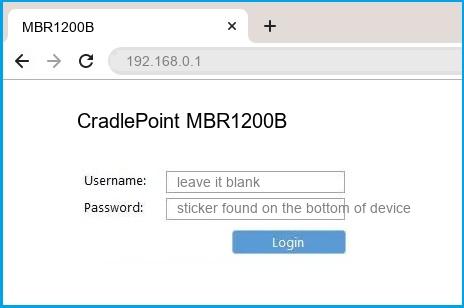 MBR1200B
192.168.0.1
CradlePoint MBR1200B
Username: leave it blank
Password: sticker found on the bottom of device
Login